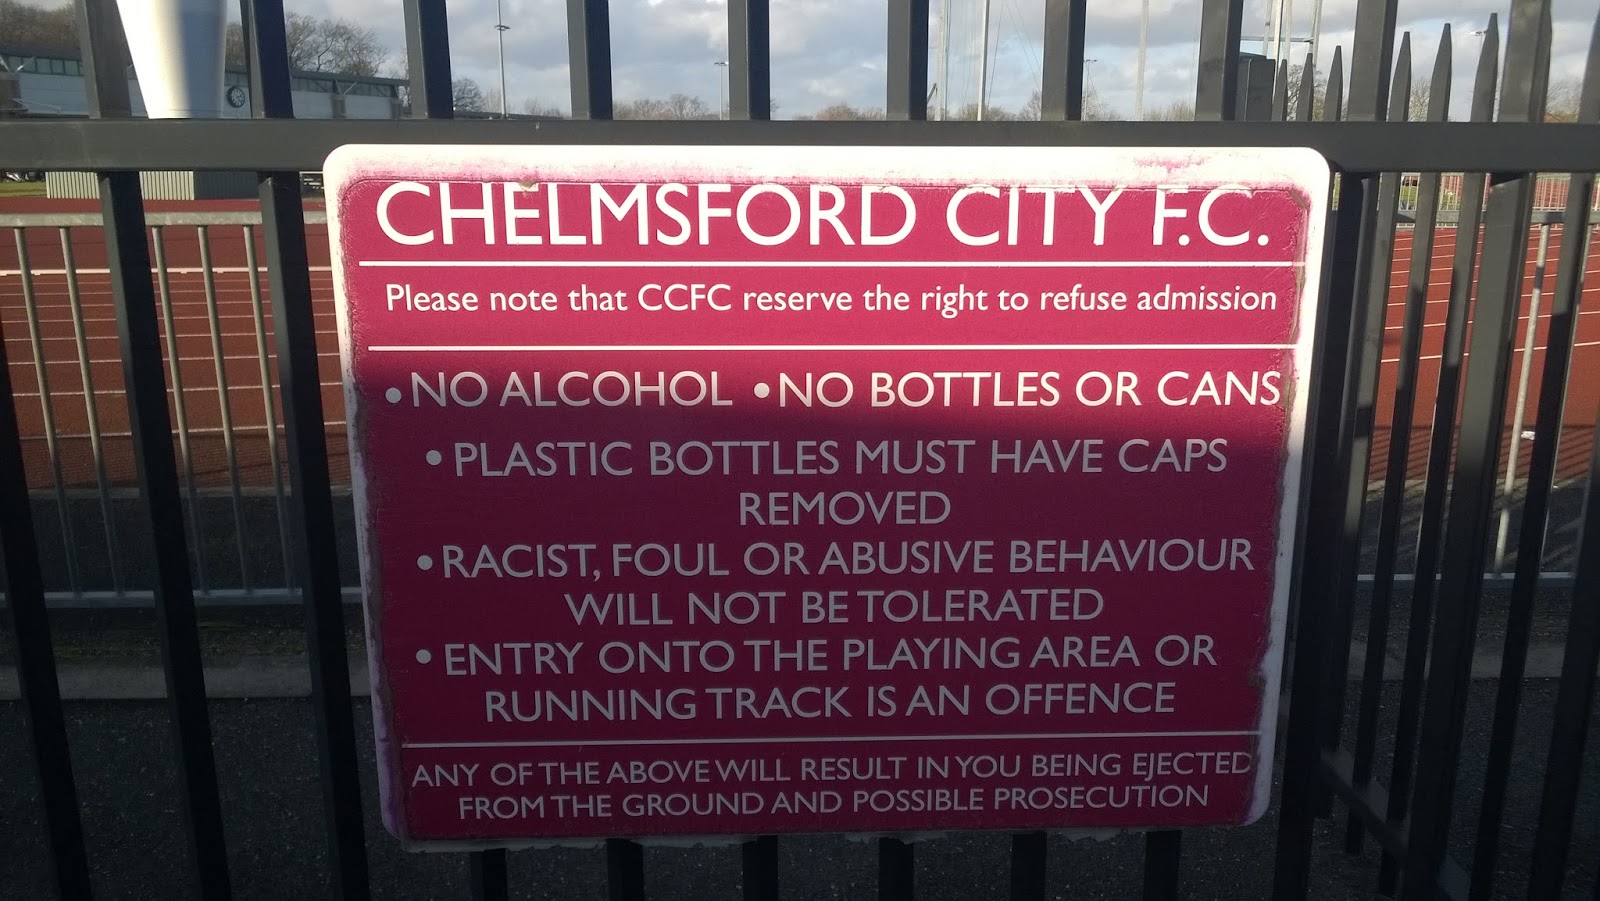 CHELMSFORD CITY F.C.
Please note that CCFC reserve the right to refuse admission
• NO ALCOHOL • NO BOTTLES OR CANS
• PLASTIC BOTTLES MUST HAVE CAPS
REMOVED
• RACIST, FOUL OR ABUSIVE BEHAVIOUR
WILL NOT BE TOLERATED
• ENTRY ONTO THE PLAYING AREA OR
RUNNING TRACK IS AN OFFENCE
ANY OF THE ABOVE WILL RESULT IN YOU BEING EJECTED
FROM THE GROUND AND POSSIBLE PROSECUTION